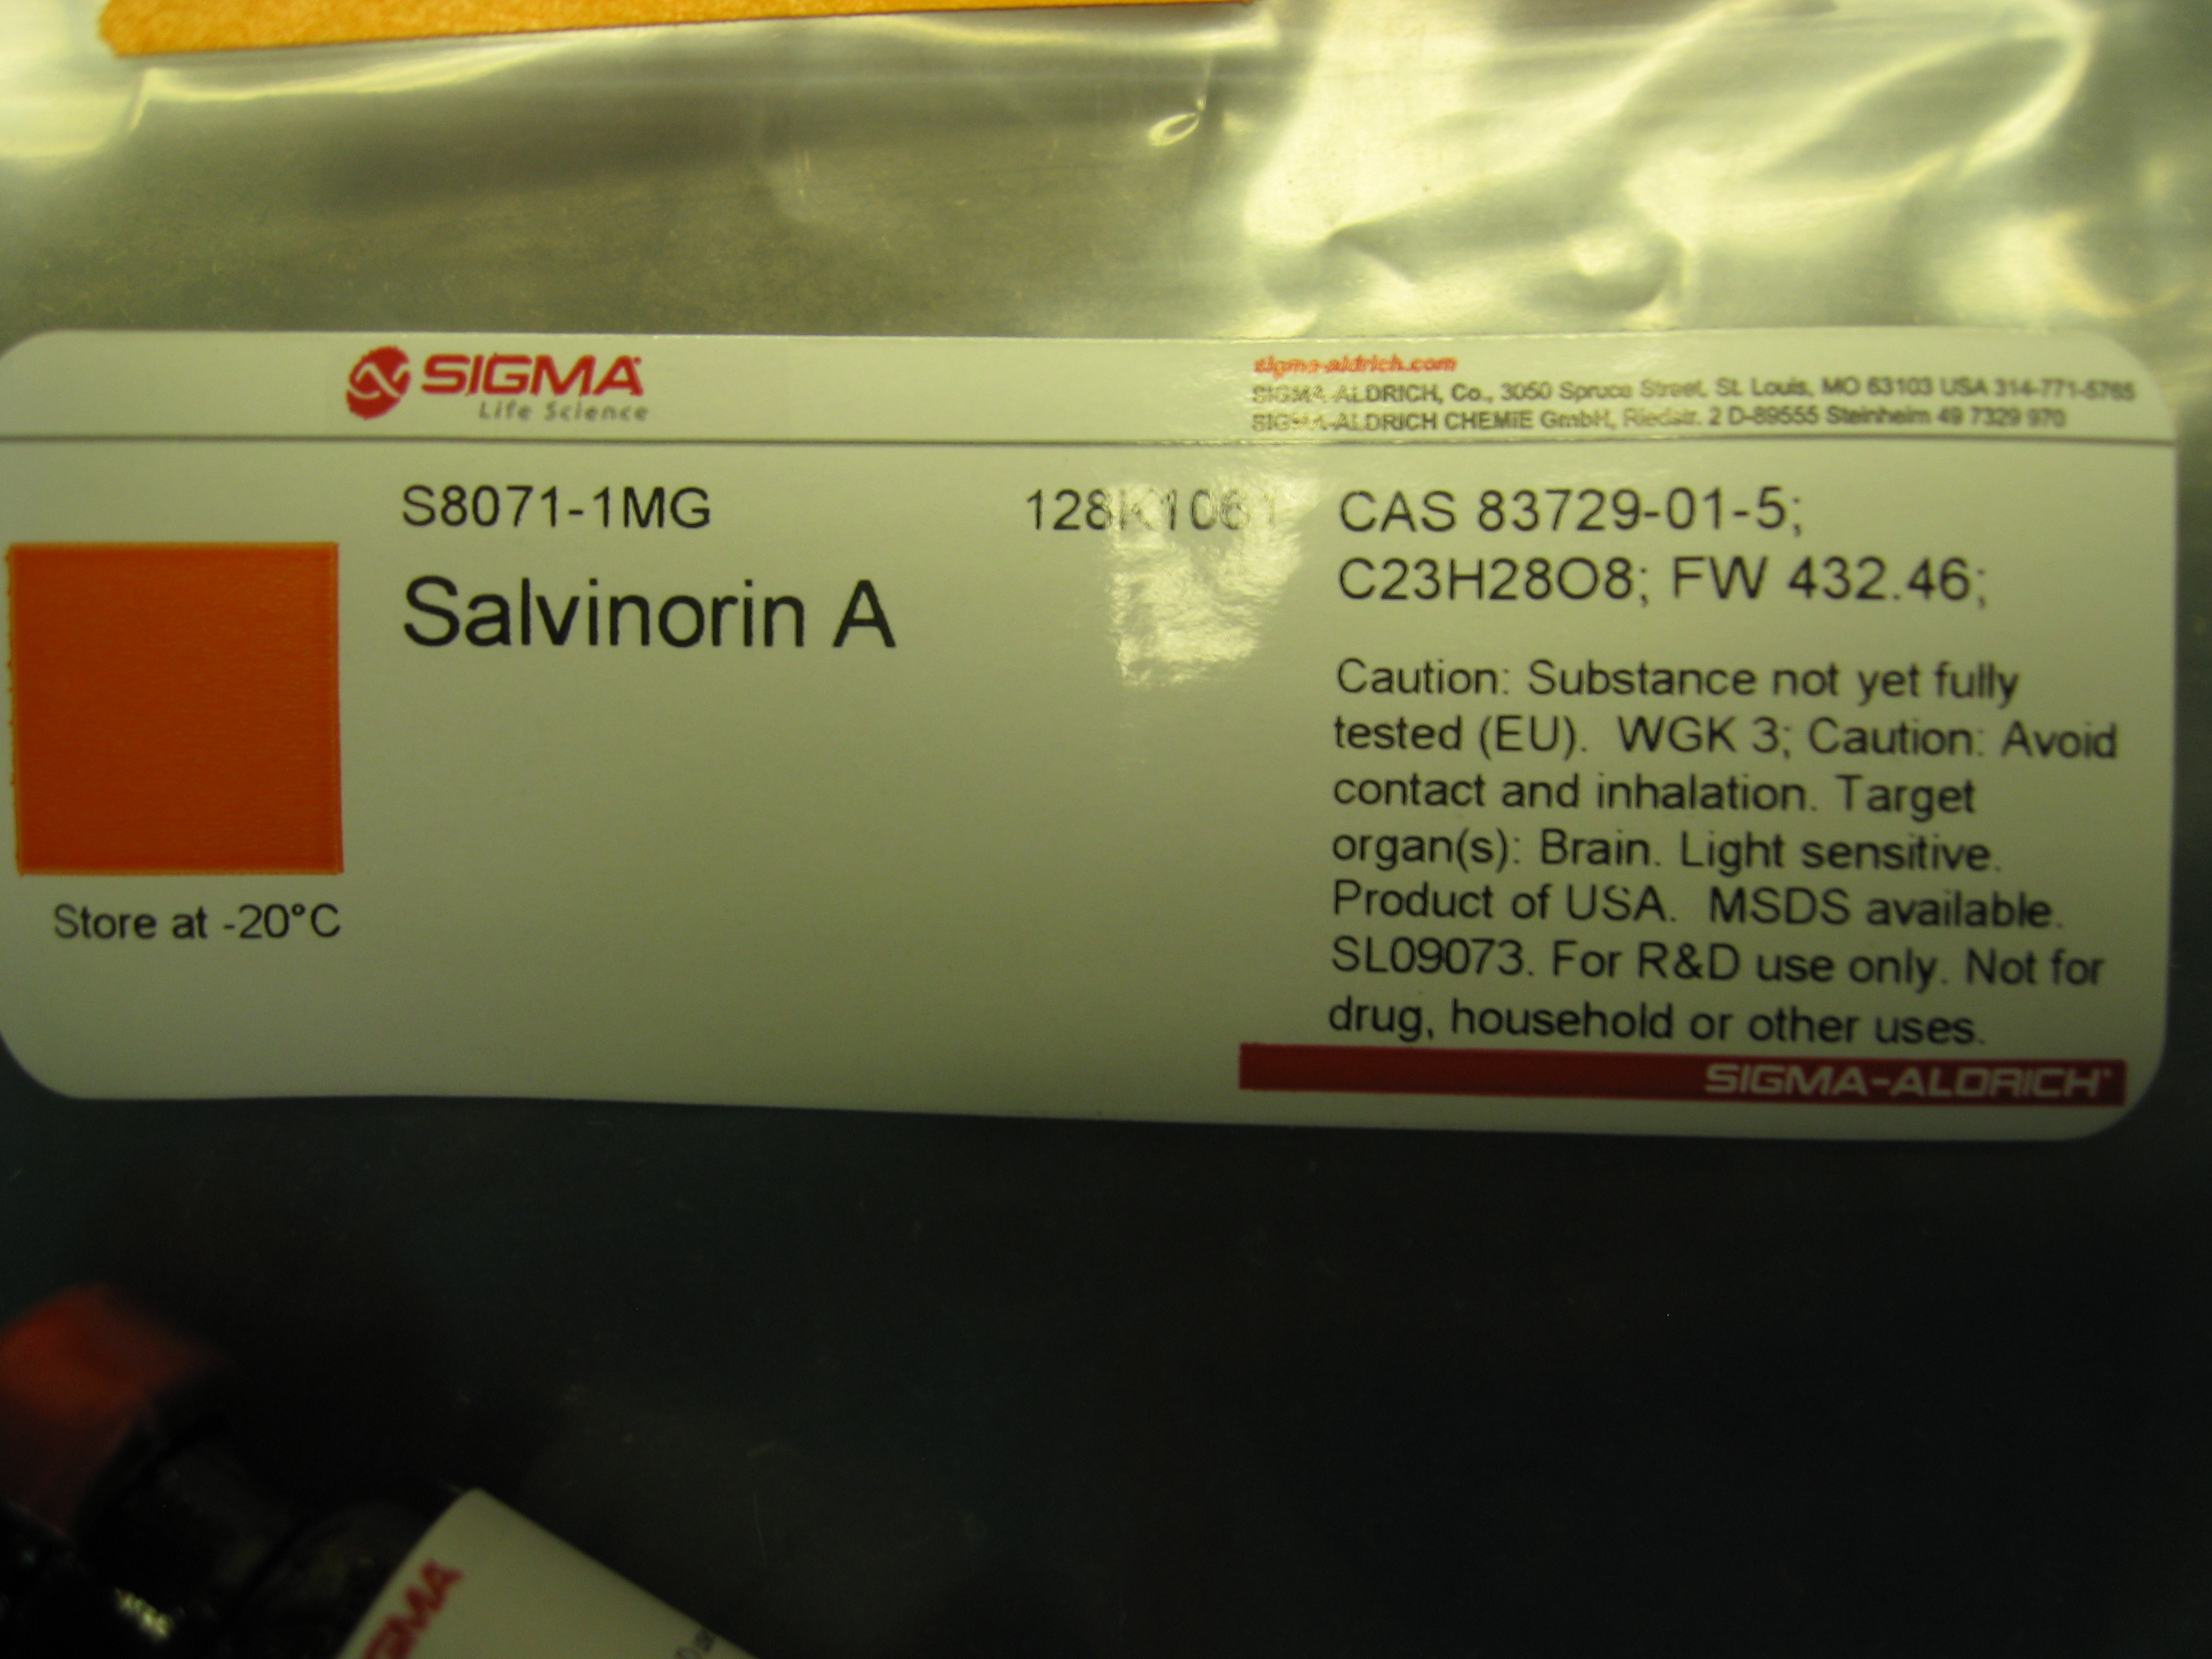 SIGMA
Life Science
sigma-aldrich.com
SIGMA-ALDRICH, Co., 3050 Spruce Street, St. Louis, MO 63103 USA 314-771-5765
SIGMA-ALDRICH CHEMIE GmbH, Riedstr. 2 D-89555 Steinheim 49 7329 970
S8071-1MG
128K1061
Salvinorin A
Store at -20°C
CAS 83729-01-5;
C23H28O8; FW 432.46;
Caution: Substance not yet fully
tested (EU). WGK 3; Caution: Avoid
contact and inhalation. Target
organ(s): Brain. Light sensitive.
Product of USA. MSDS available.
SL09073. For R&D use only. Not for
drug, household or other uses.
SIGMA-ALDRICH
GMA